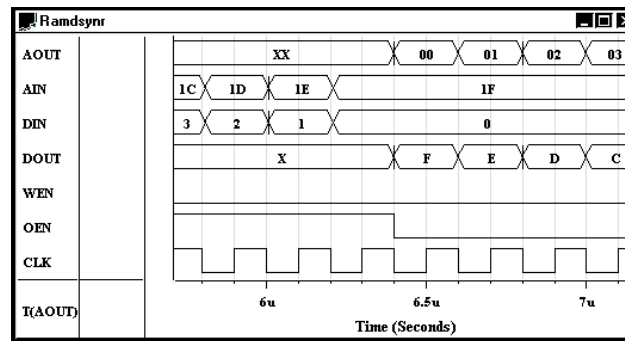 Ramdsynr
AOUT XX 00 01 02 03
AIN 1C 1D 1E 1F
DIN 3 2 1 0
DOUT X F E D C
WEN
OEN
CLK
T(AOUT)
6u 6.5u 7u
Time (Seconds)